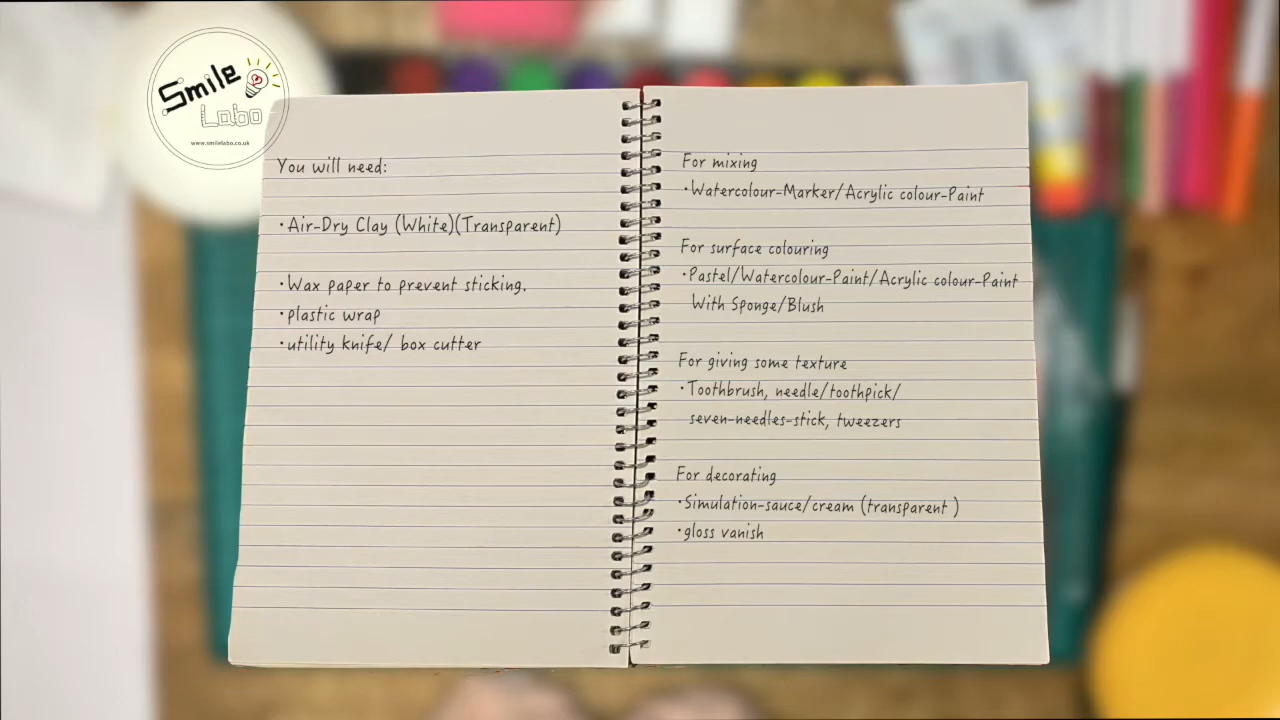 Smile
Labo
www.smilelabo.co.uk
You will need:
·Air-Dry Clay (White)(Transparent)
·Wax paper to prevent sticking.
·plastic wrap
·utility knife/ box cutter
For mixing
·Watercolour-Marker/Acrylic colour-Paint
For surface colouring
·Pastel/Watercolour-Paint/Acrylic colour-Paint
With Sponge/Blush
For giving some texture
·Toothbrush, needle/toothpick/
seven-needles-stick, tweezers
For decorating
·Simulation-sauce/cream (transparent )
·gloss vanish